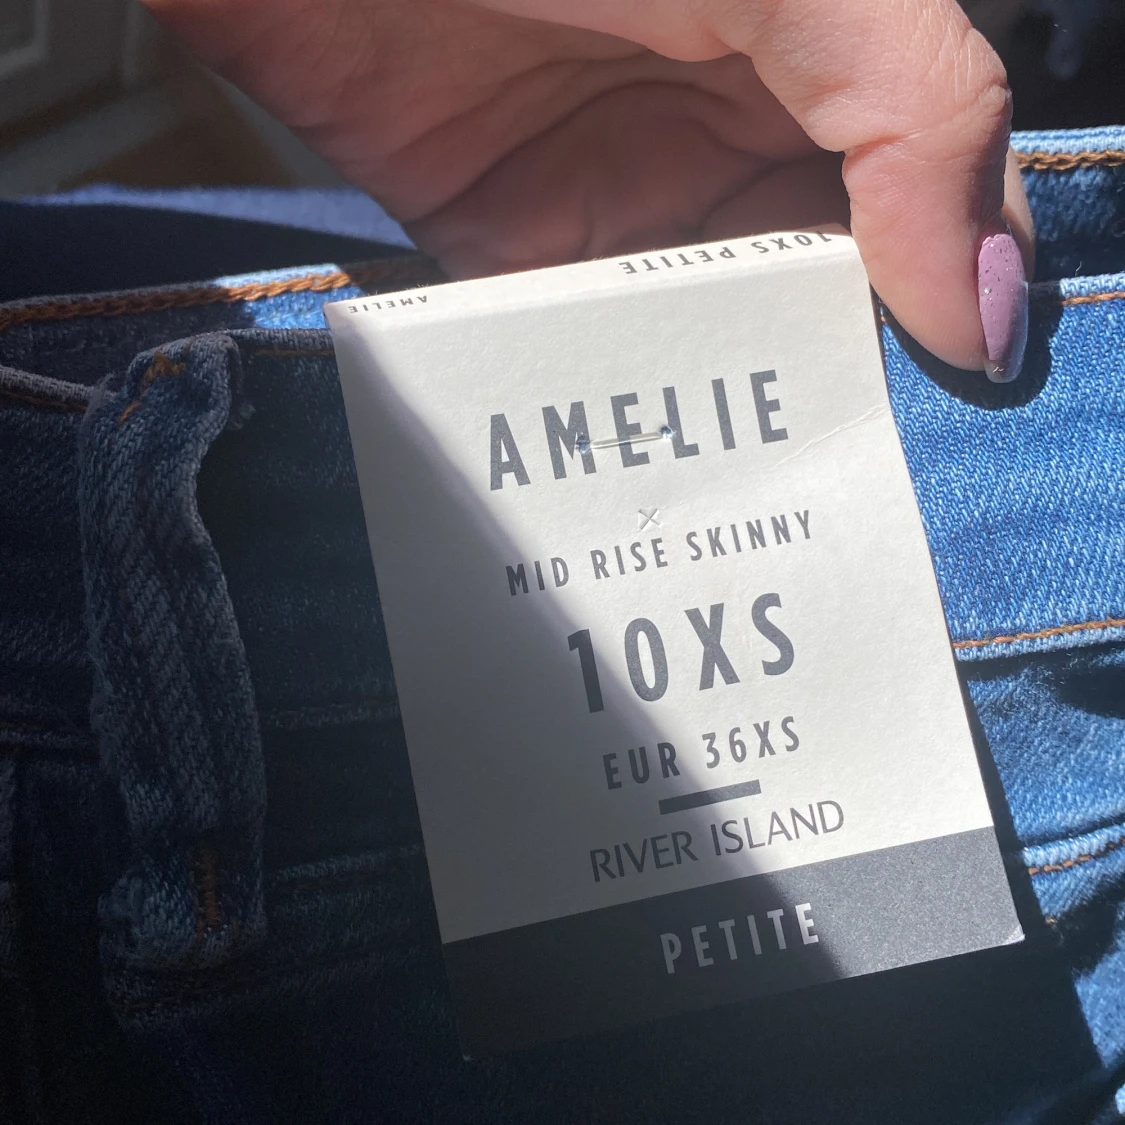 10XS PETITE
AMELIE
AMELIE
MID RISE SKINNY
10XS
EUR 36XS
RIVER ISLAND
PETITE